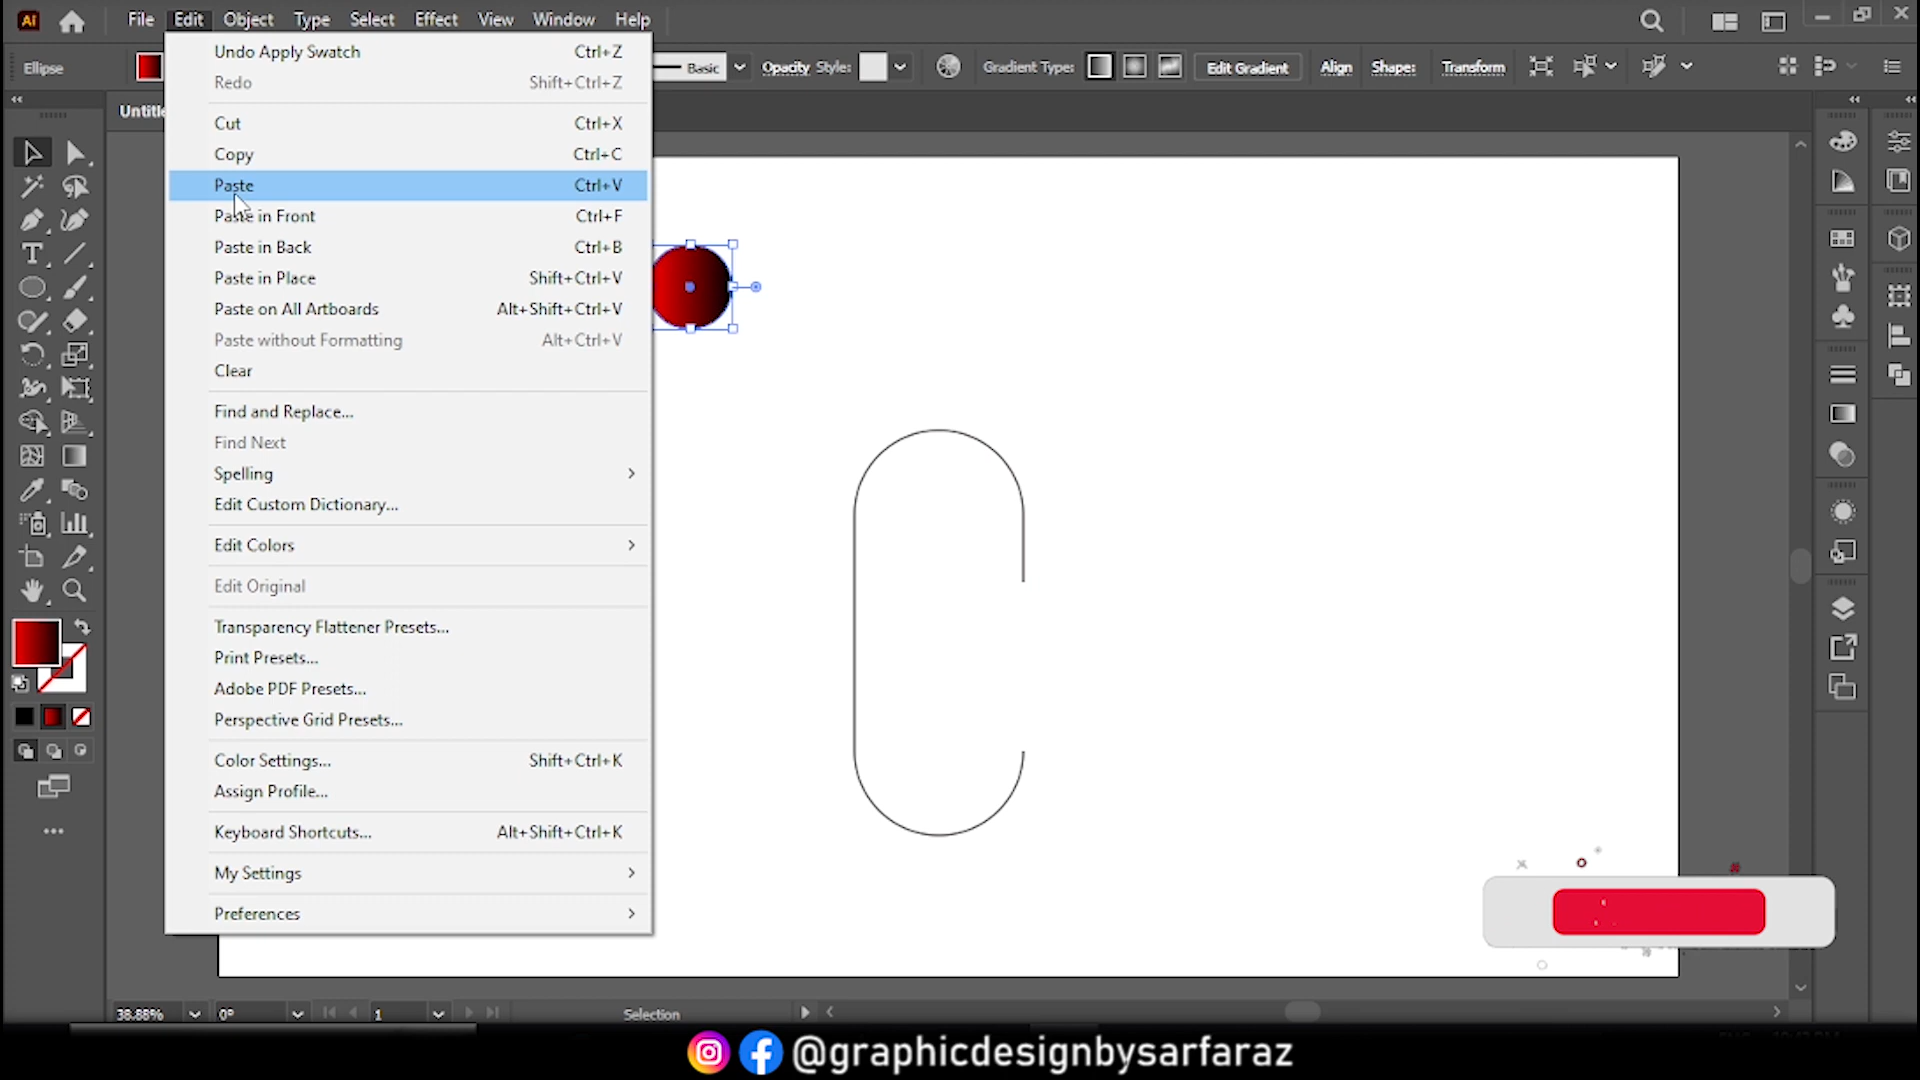 Ai File Edit Object Type Select Effect View Window Help
Ellipse Basic Opacity Style: Gradient Type: Edit Gradient Align Shape: Transform
Undo Apply Swatch Ctrl+Z
Redo Shift+Ctrl+Z
Cut Ctrl+X
Copy Ctrl+C
Paste Ctrl+V
Paste in Front Ctrl+F
Paste in Back Ctrl+B
Paste in Place Shift+Ctrl+V
Paste on All Artboards Alt+Shift+Ctrl+V
Paste without Formatting Alt+Ctrl+V
Clear
Find and Replace...
Find Next
Spelling
Edit Custom Dictionary...
Edit Colors
Edit Original
Transparency Flattener Presets...
Print Presets...
Adobe PDF Presets...
Perspective Grid Presets...
Color Settings... Shift+Ctrl+K
Assign Profile...
Keyboard Shortcuts... Alt+Shift+Ctrl+K
My Settings
Preferences
38.88% 0° 1 Selection
@graphicdesignbysarfaraz